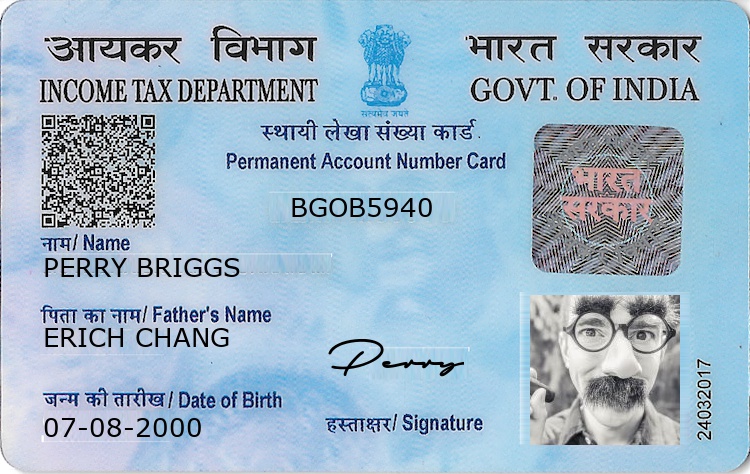 आयकर विभाग
INCOME TAX DEPARTMENT
सत्यमेव जयते
भारत सरकार
GOVT. OF INDIA
स्थायी लेखा संख्या कार्ड
Permanent Account Number Card
BGOB5940
भारत
सरकार
नाम/ Name
PERRY BRIGGS
पिता का नाम/ Father's Name
ERICH CHANG
जन्म की तारीख/ Date of Birth
07-08-2000
Perry
हस्ताक्षर/ Signature
24032017